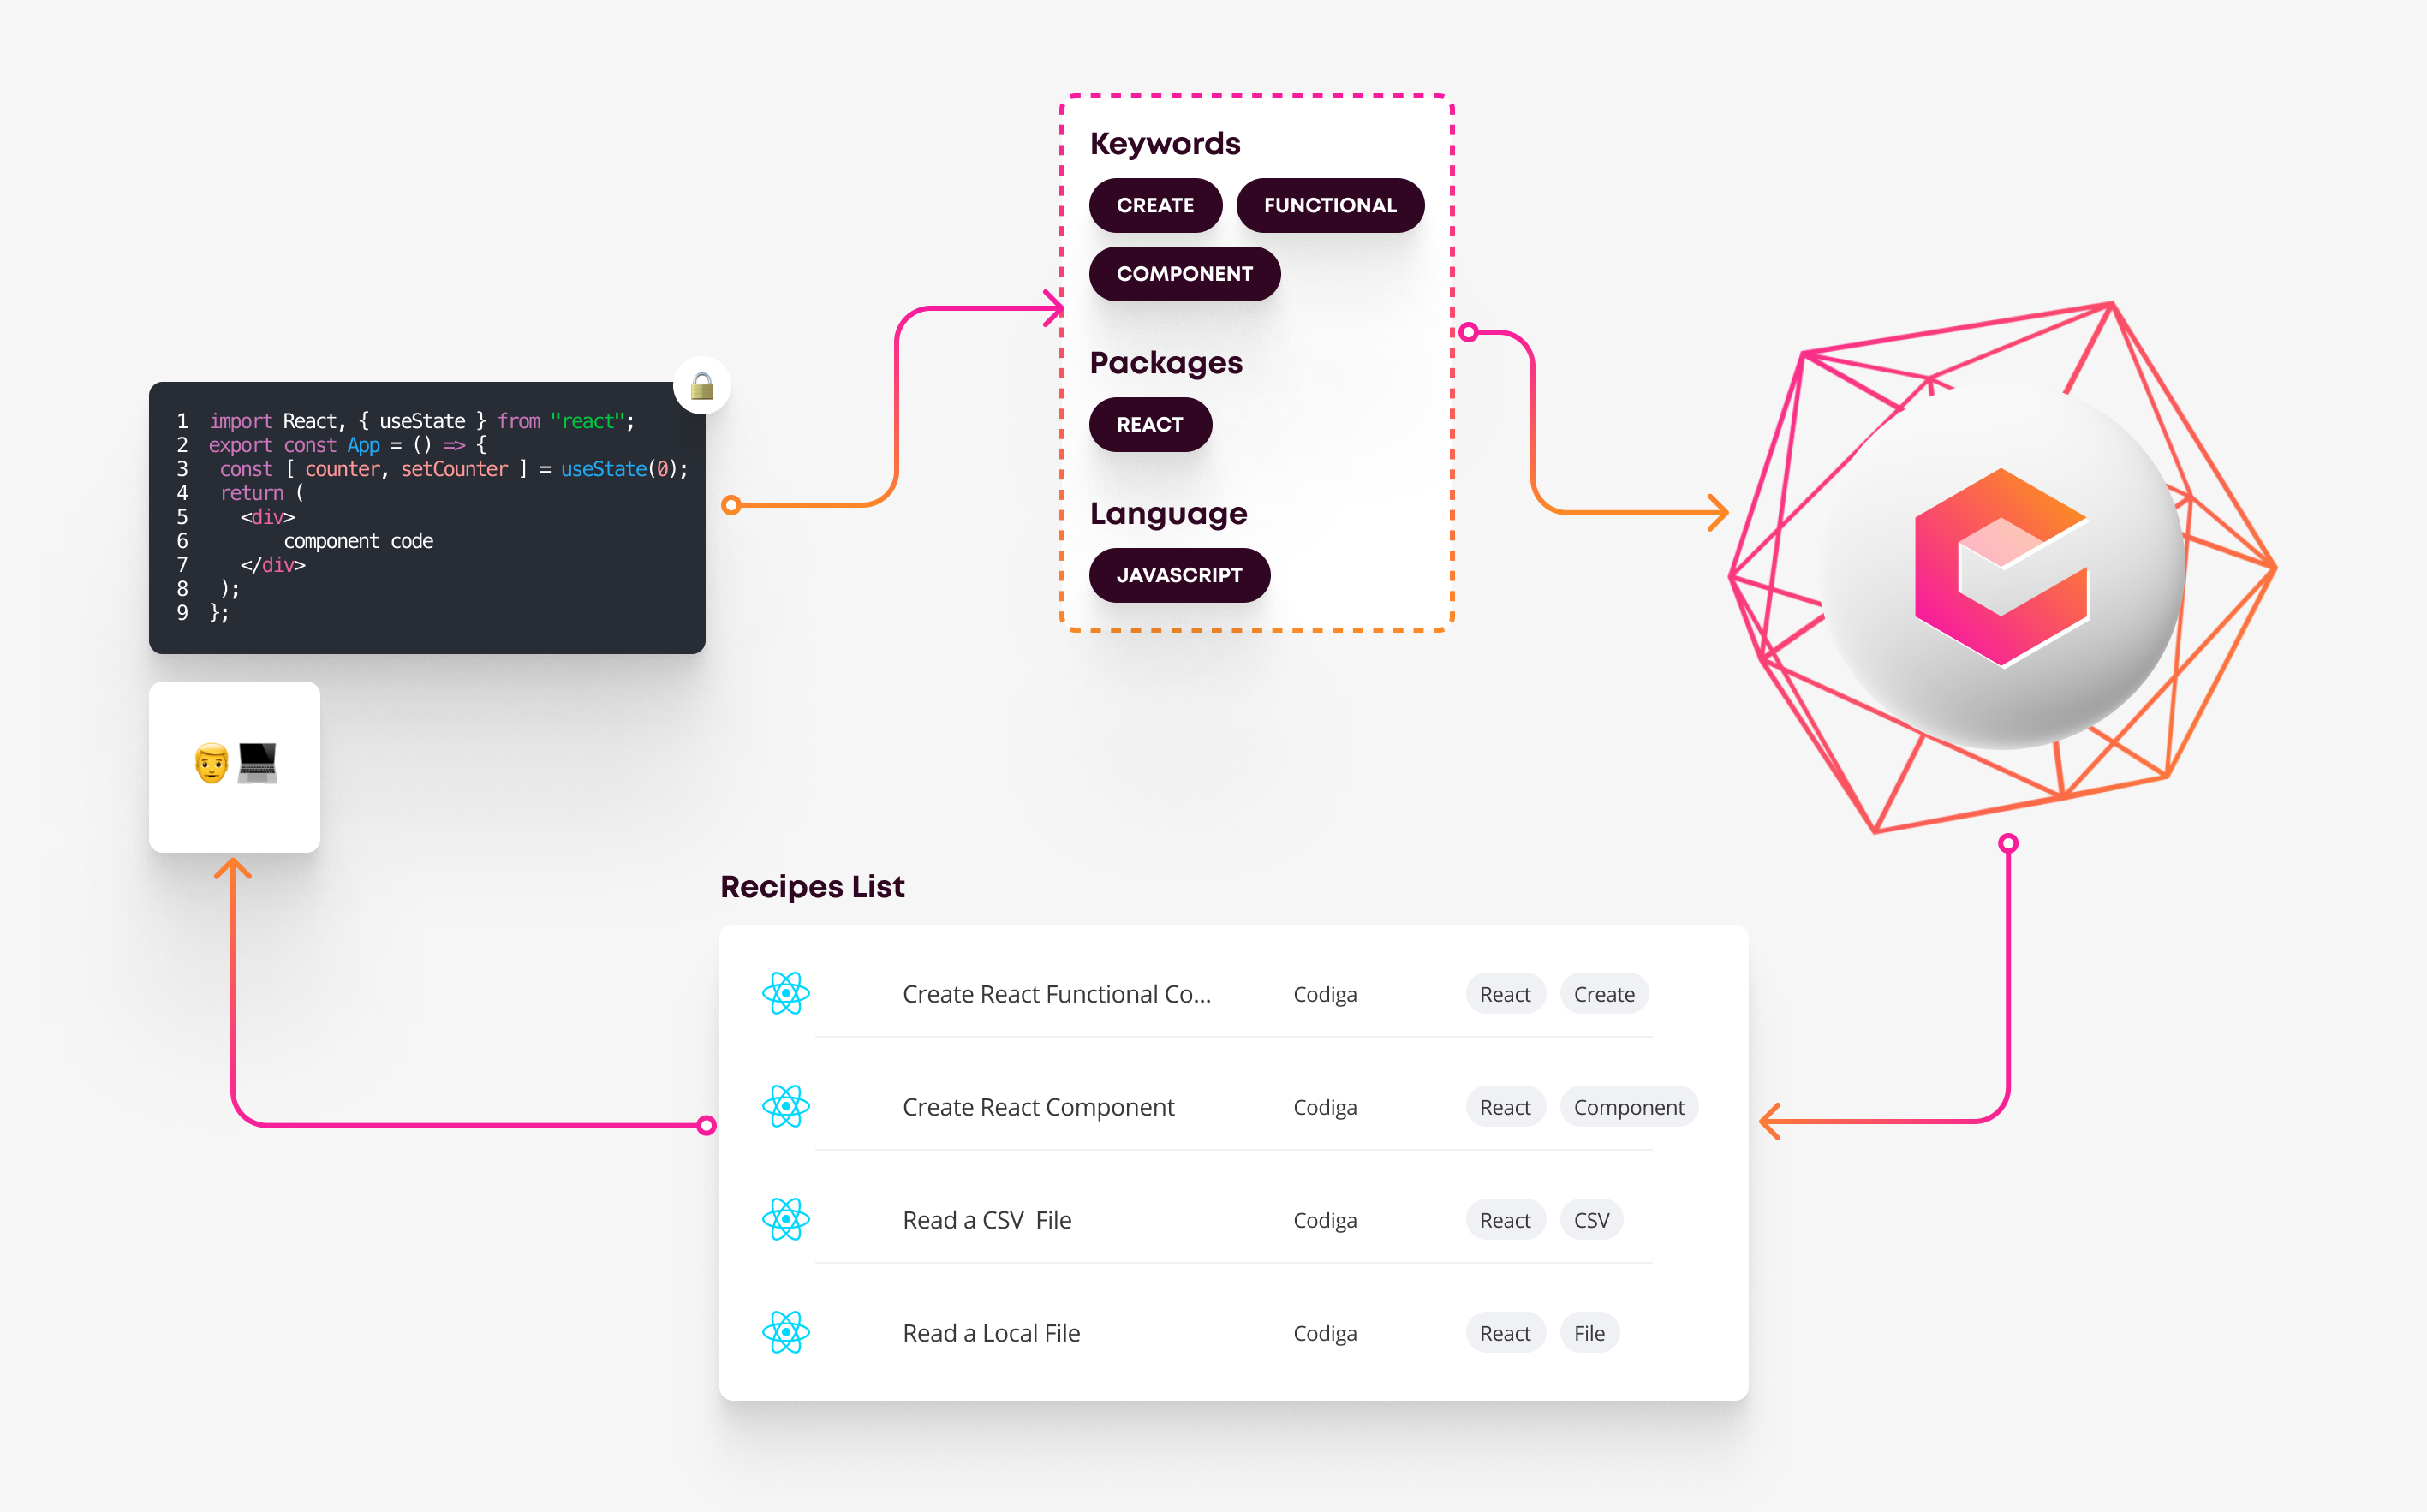 1 import React, { useState } from "react";
2 export const App = () => {
3  const [ counter, setCounter ] = useState(0);
4  return (
5    <div>
6        component code
7    </div>
8  );
9 };
Keywords
CREATE FUNCTIONAL
COMPONENT
Packages
REACT
Language
JAVASCRIPT
Recipes List
Create React Functional Co... Codiga React Create
Create React Component Codiga React Component
Read a CSV File Codiga React CSV
Read a Local File Codiga React File